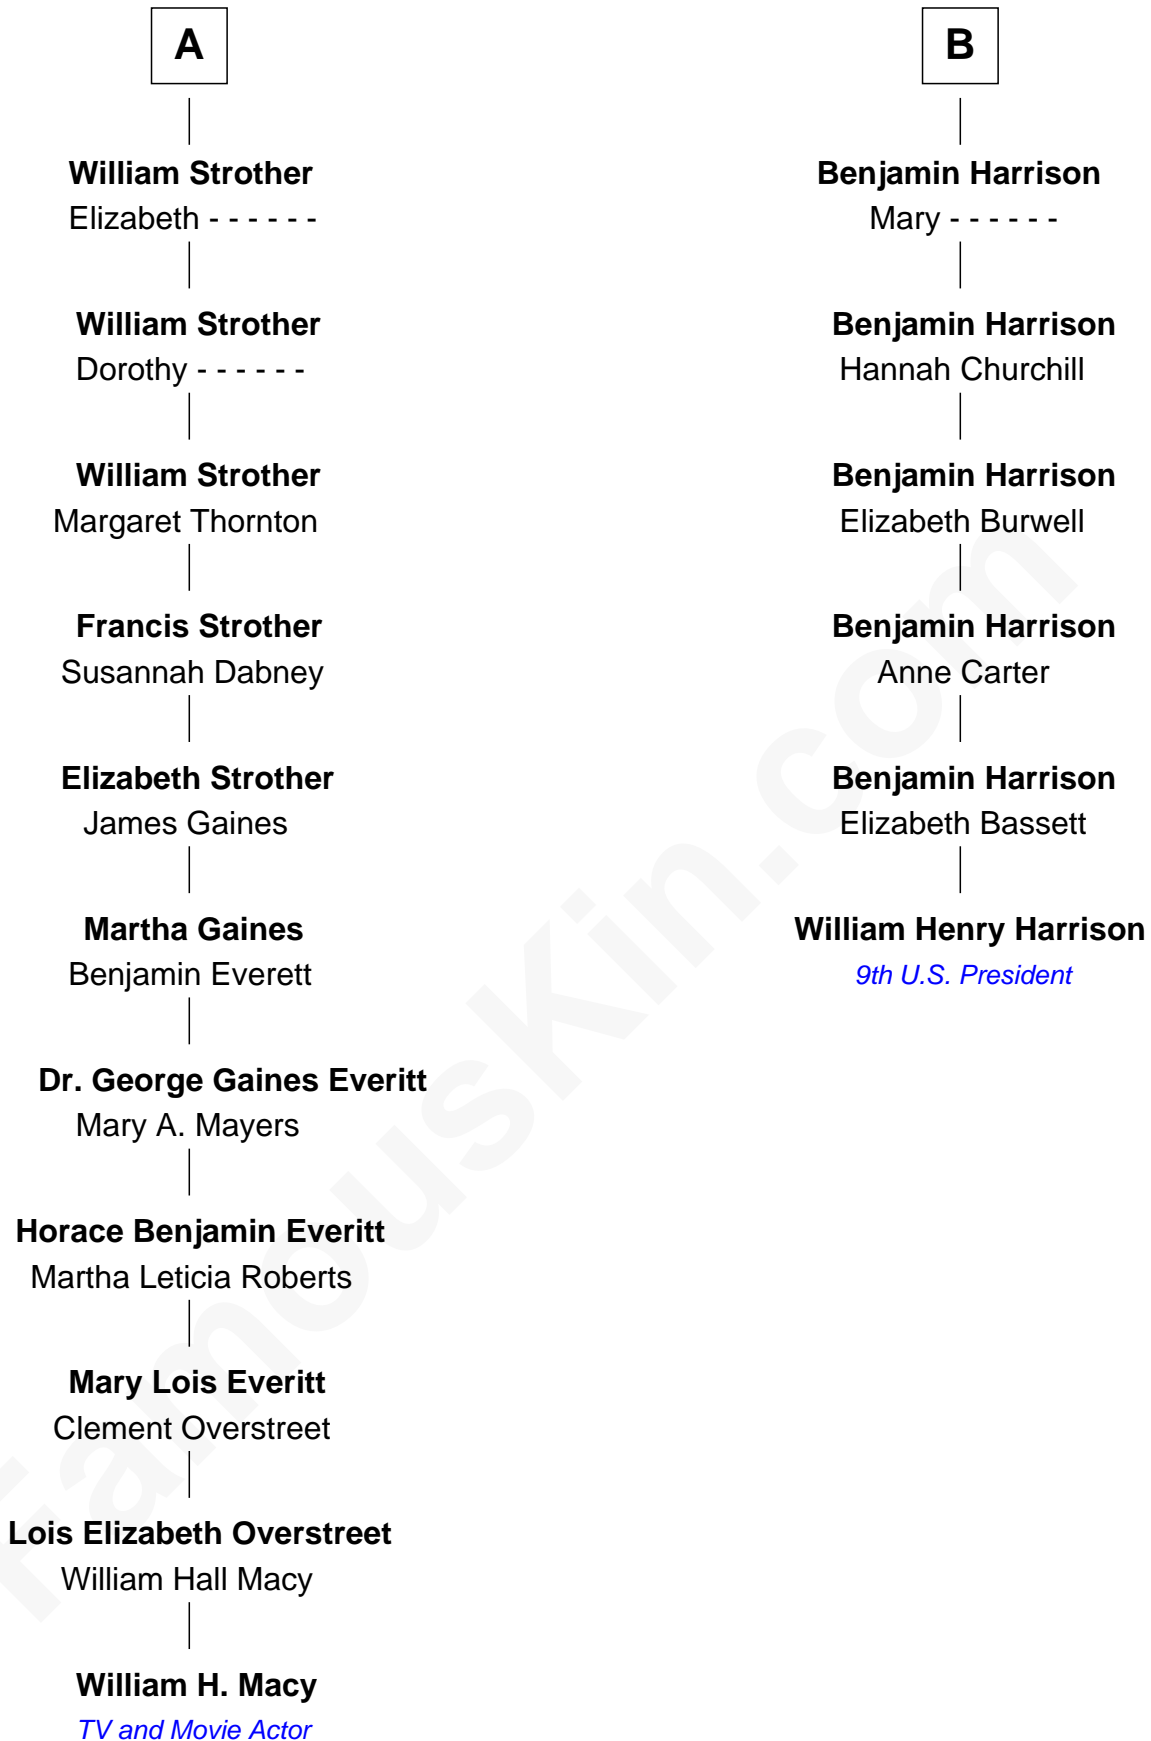 A
William Strother
Elizabeth - - - - - -
William Strother
Dorothy - - - - - -
William Strother
Margaret Thornton
Francis Strother
Susannah Dabney
Elizabeth Strother
James Gaines
Martha Gaines
Benjamin Everett
Dr. George Gaines Everitt
Mary A. Mayers
Horace Benjamin Everitt
Martha Leticia Roberts
Mary Lois Everitt
Clement Overstreet
Lois Elizabeth Overstreet
William Hall Macy
William H. Macy
TV and Movie Actor
B
Benjamin Harrison
Mary - - - - - -
Benjamin Harrison
Hannah Churchill
Benjamin Harrison
Elizabeth Burwell
Benjamin Harrison
Anne Carter
Benjamin Harrison
Elizabeth Bassett
William Henry Harrison
9th U.S. President
FamousKin.com